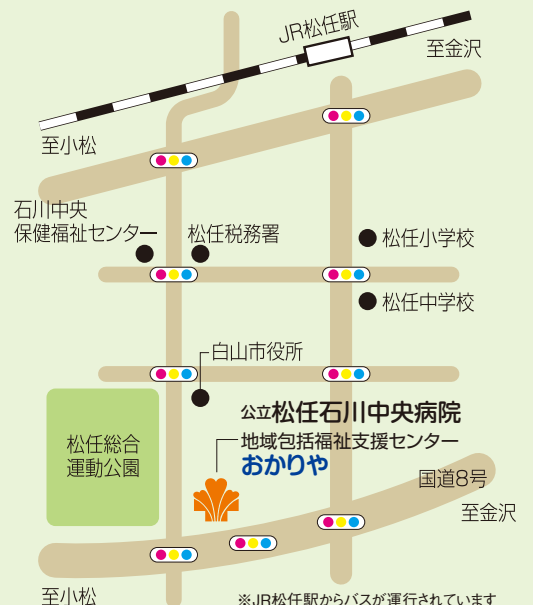 JR松任駅
至金沢
至小松
石川中央
保健福祉センター
松任税務署
松任小学校
松任中学校
白山市役所
公立松任石川中央病院
地域包括福祉支援センター
おかりや
松任総合
運動公園
国道8号
至金沢
至小松
※JR松任駅からバスが運行されています